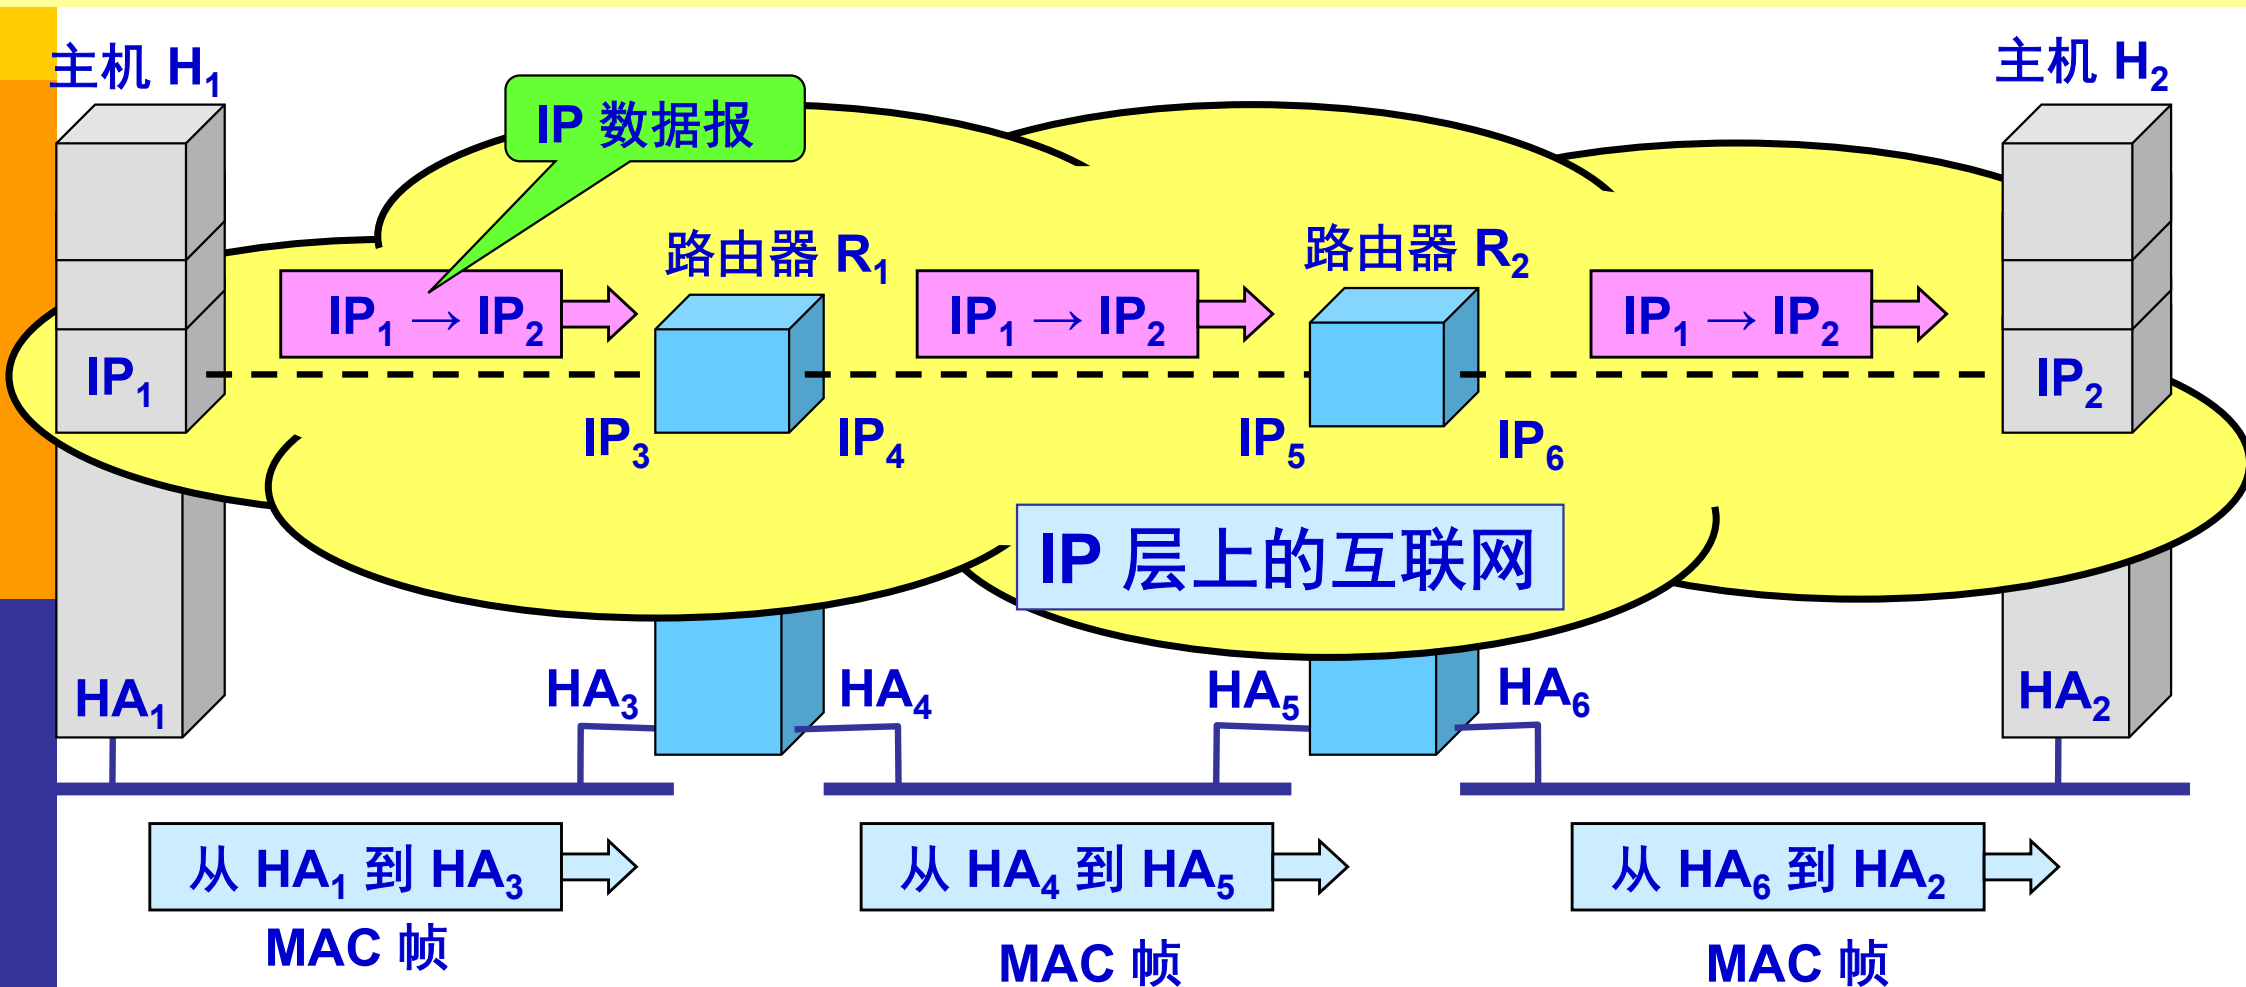 主机 H₁
主机 H₂
IP 数据报
路由器 R₁
路由器 R₂
IP₁ → IP₂
IP₁ → IP₂
IP₁ → IP₂
IP₁
IP₂
IP₃
IP₄
IP₅
IP₆
IP 层上的互联网
HA₁
HA₃
HA₄
HA₅
HA₆
HA₂
从 HA₁ 到 HA₃
从 HA₄ 到 HA₅
从 HA₆ 到 HA₂
MAC 帧
MAC 帧
MAC 帧